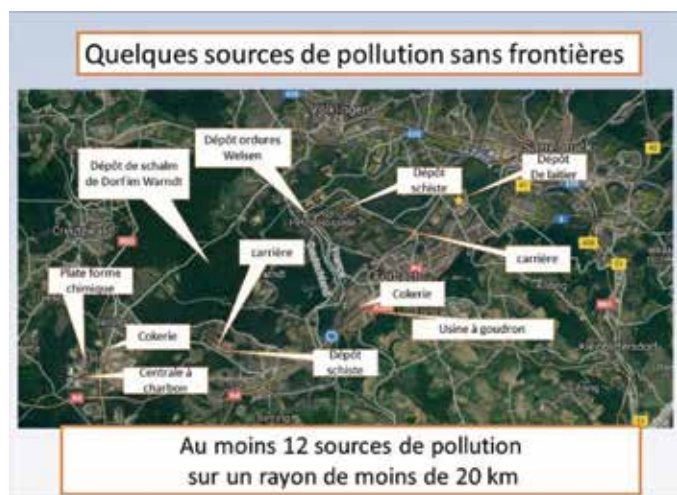 Quelques sources de pollution sans frontières
Dépôt ordures
Welsen
Dépôt de schalm
de Dorf im Warndt
Dépôt
schiste
Dépôt
De laitier
carrière
carrière
Plate forme
chimique
Cokerie
Cokerie
Usine à goudron
Centrale à
charbon
Dépôt
schiste
Au moins 12 sources de pollution
sur un rayon de moins de 20 km